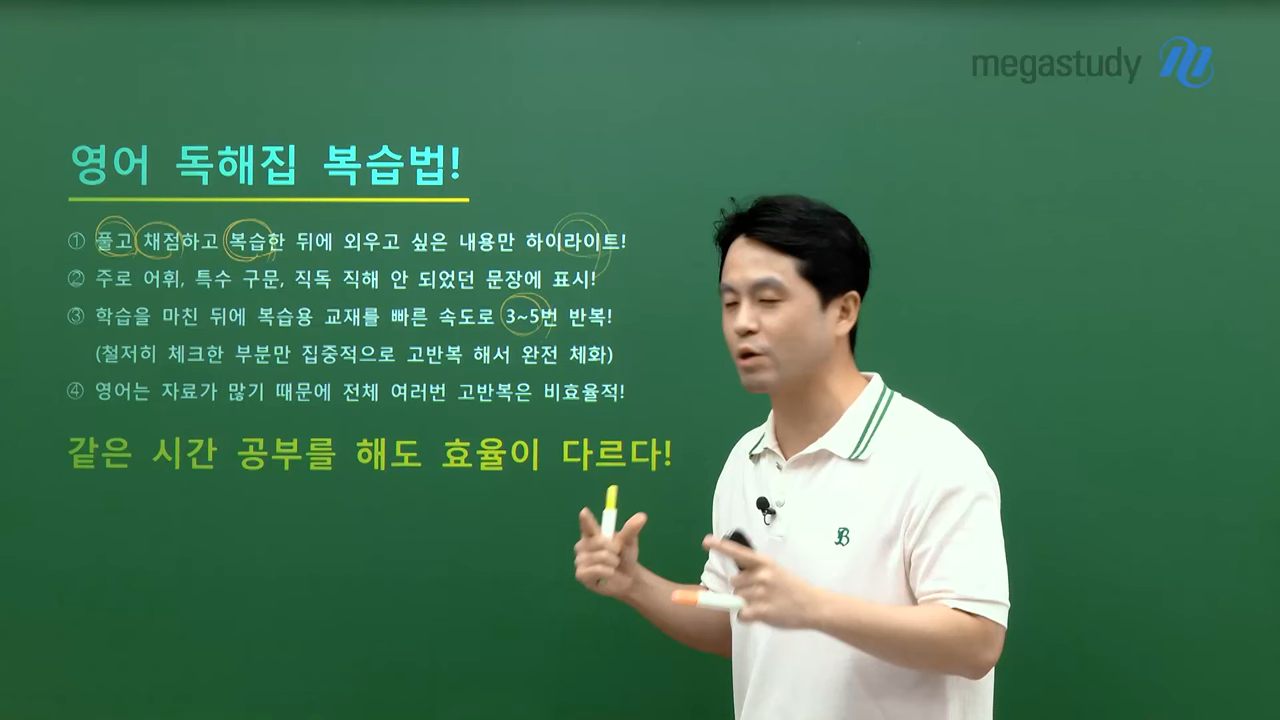 megastudy
영어 독해집 복습법!
① 풀고 채점하고 복습한 뒤에 외우고 싶은 내용만 하이라이트!
② 주로 어휘, 특수 구문, 직독 직해 안 되었던 문장에 표시!
③ 학습을 마친 뒤에 복습용 교재를 빠른 속도로 3~5번 반복!
(철저히 체크한 부분만 집중적으로 고반복 해서 완전 체화)
④ 영어는 자료가 많기 때문에 전체 여러번 고반복은 비효율적!
같은 시간 공부를 해도 효율이 다르다!
B